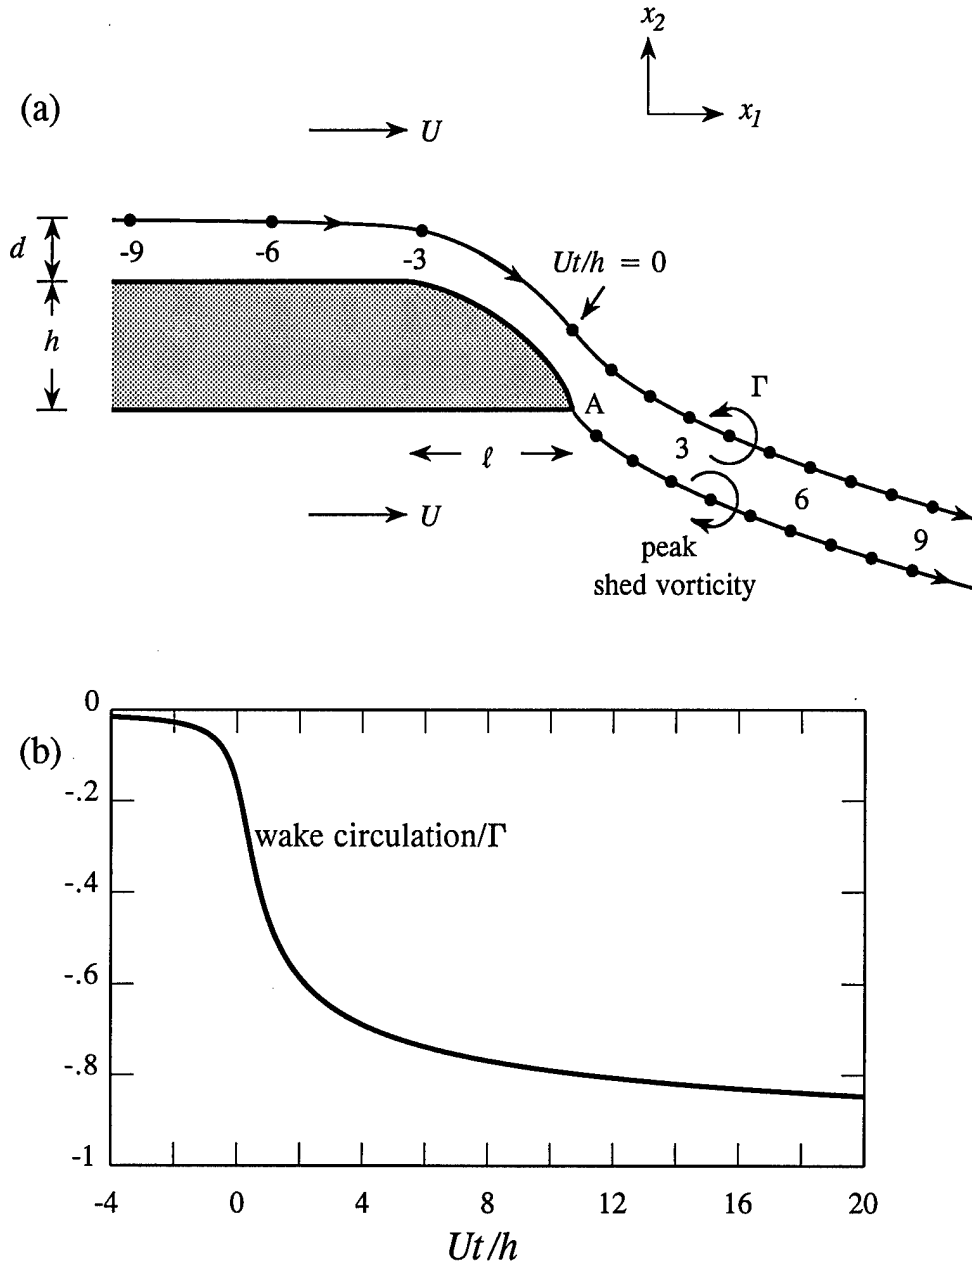 x2
(a)
x1
U
d
-9 -6 -3
Ut/h = 0
h
Γ
A
3
ℓ
6
U
9
peak
shed vorticity
0
(b)
-.2
wake circulation/Γ
-.4
-.6
-.8
-1
-4 0 4 8 12 16 20
Ut/h